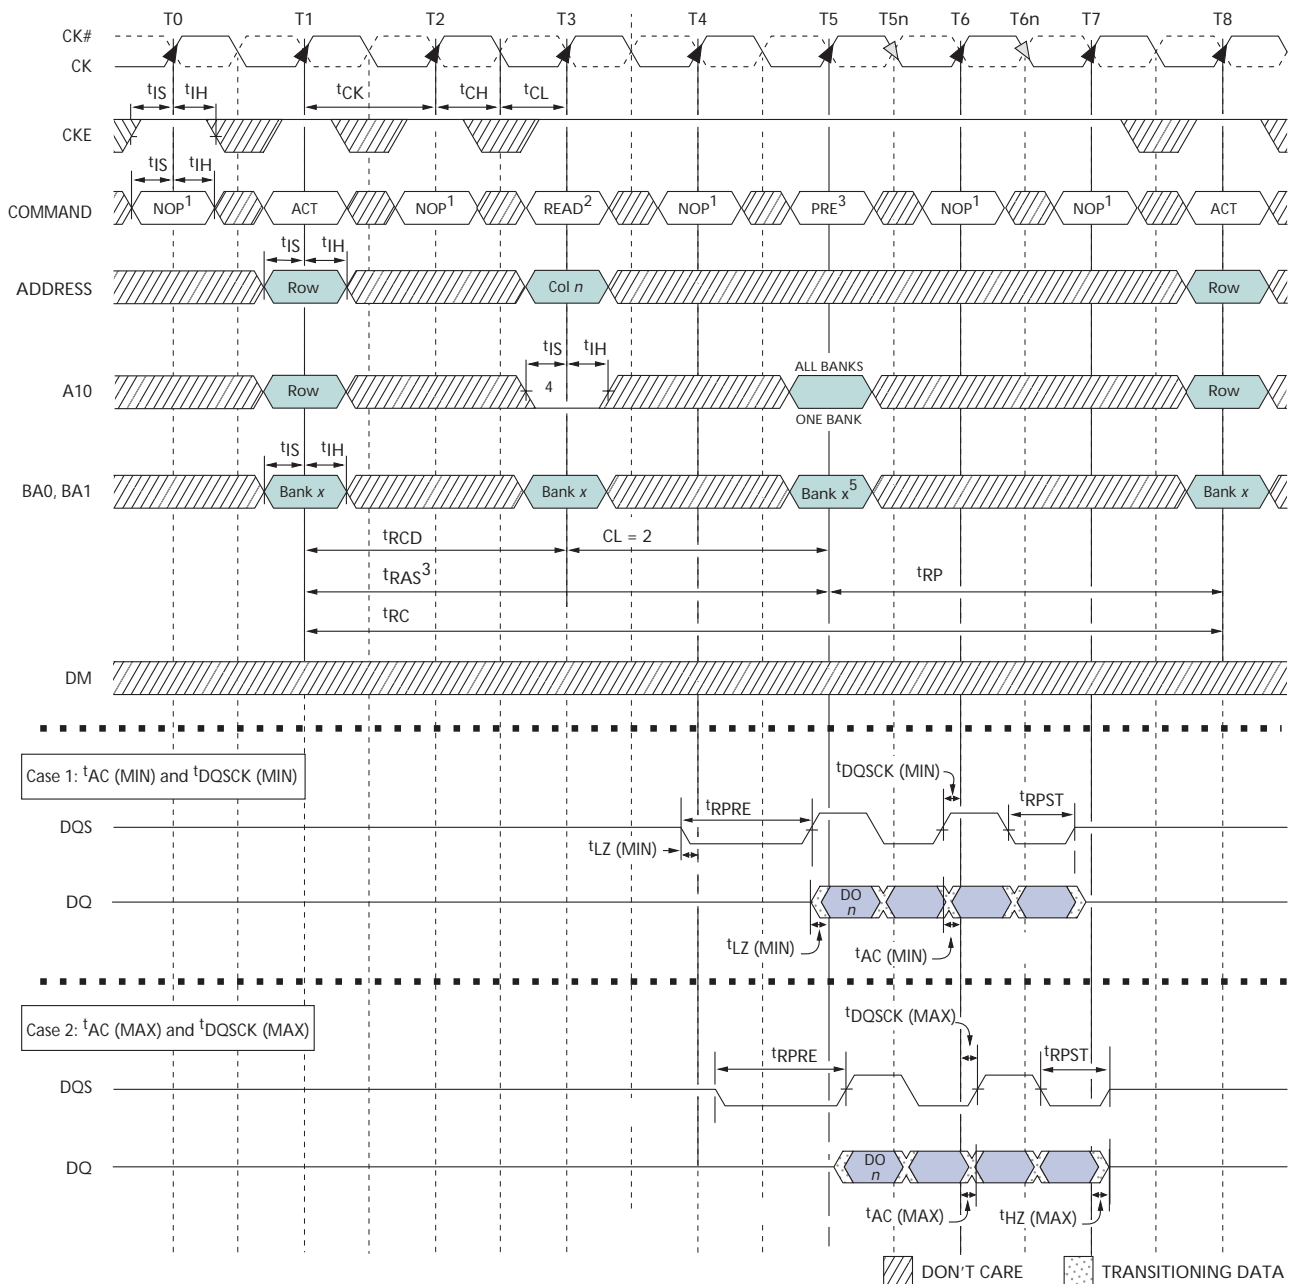 T0 T1 T2 T3 T4 T5 T5n T6 T6n T7 T8
CK#
CK
tIS tIH tCK tCH tCL
CKE
tIS tIH
COMMAND NOP1 ACT NOP1 READ2 NOP1 PRE3 NOP1 NOP1 ACT
tIS tIH
ADDRESS Row Col n Row
tIS tIH ALL BANKS
A10 Row 4 Row
ONE BANK
tIS tIH
BA0, BA1 Bank x Bank x Bank x5 Bank x
tRCD CL = 2
tRAS3 tRP
tRC
DM
Case 1: tAC (MIN) and tDQSCK (MIN)
tDQSCK (MIN)
tRPRE tRPST
DQS
tLZ (MIN)
DQ DO
n
tLZ (MIN) tAC (MIN)
Case 2: tAC (MAX) and tDQSCK (MAX)
tDQSCK (MAX)
tRPRE tRPST
DQS
DQ DO
n
tAC (MAX) tHZ (MAX)
DON'T CARE TRANSITIONING DATA